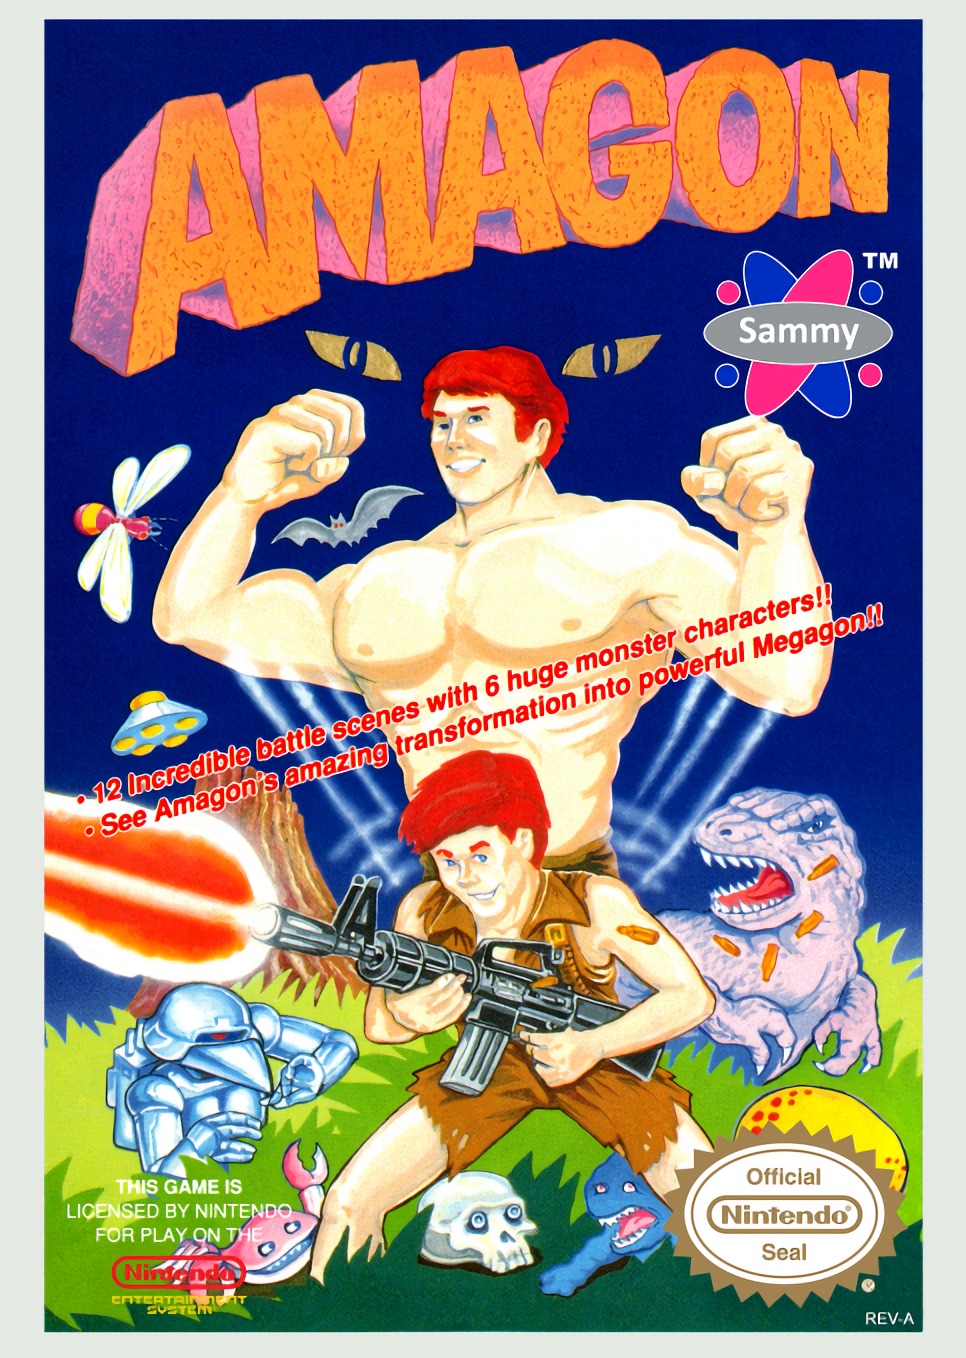 AMAGON
TM
Sammy
• 12 Incredible battle scenes with 6 huge monster characters!!
• See Amagon's amazing transformation into powerful Megagon!!
THIS GAME IS
LICENSED BY NINTENDO
FOR PLAY ON THE
Nintendo
ENTERTAINMENT
SYSTEM
Official
Nintendo®
Seal
REV-A